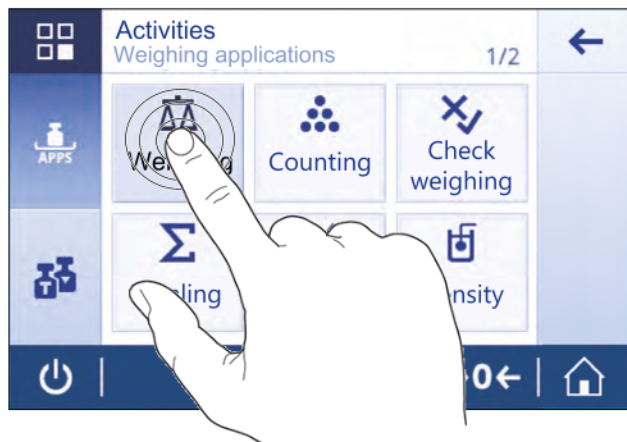 Activities
Weighing applications
1/2
APPS
Counting
Check
weighing
T
0